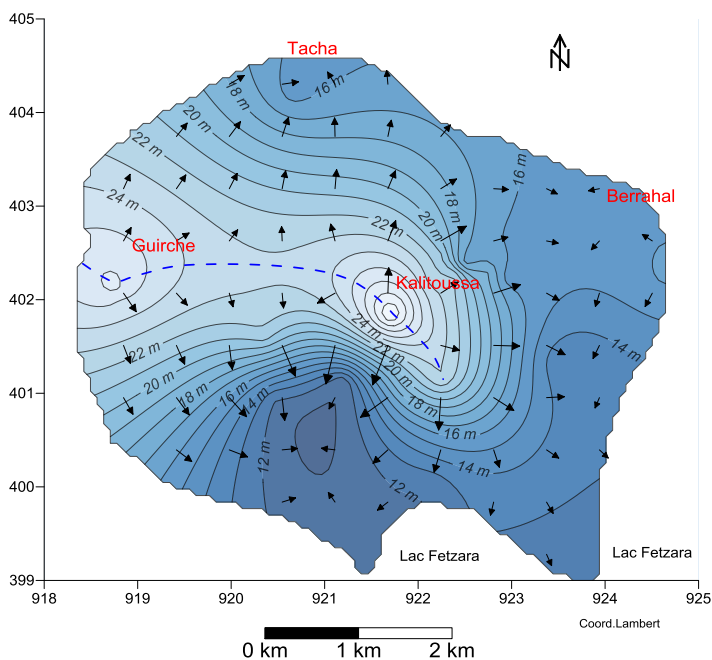 405
Tacha
N
16 m
18 m
404
20 m
22 m
16 m
24 m
18 m
Berrahal
403
22 m
20 m
Guirche
Kalitoussa
402
24 m
22 m
22 m
14 m
20 m
20 m
401
18 m
16 m
14 m
18 m
16 m
12 m
14 m
400
12 m
Lac Fetzara
Lac Fetzara
399
918
919
920
921
922
923
924
925
Coord.Lambert
0 km
1 km
2 km